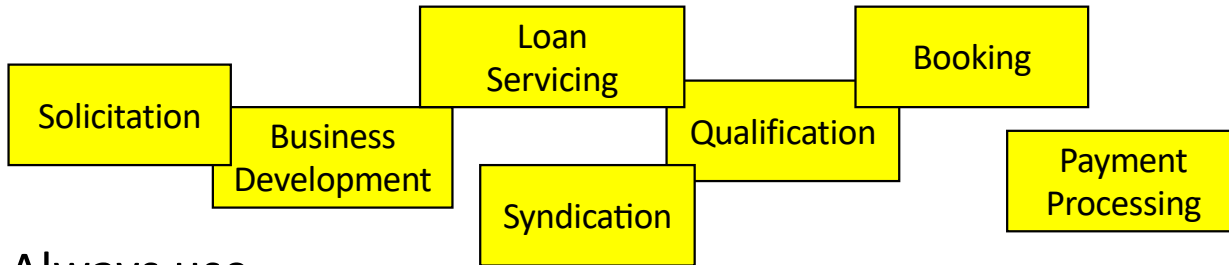 Solicitation
Business
Development
Loan
Servicing
Syndication
Qualification
Booking
Payment
Processing